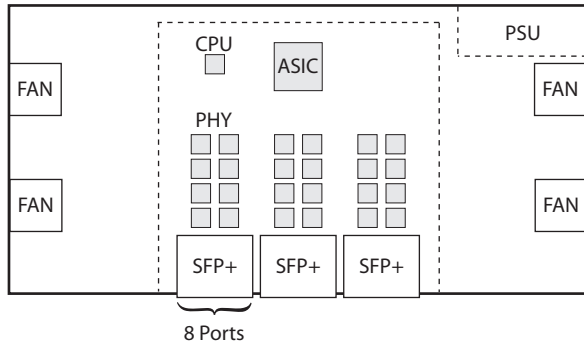 PSU
CPU
ASIC
FAN
FAN
PHY
FAN
FAN
SFP+
SFP+
SFP+
8 Ports